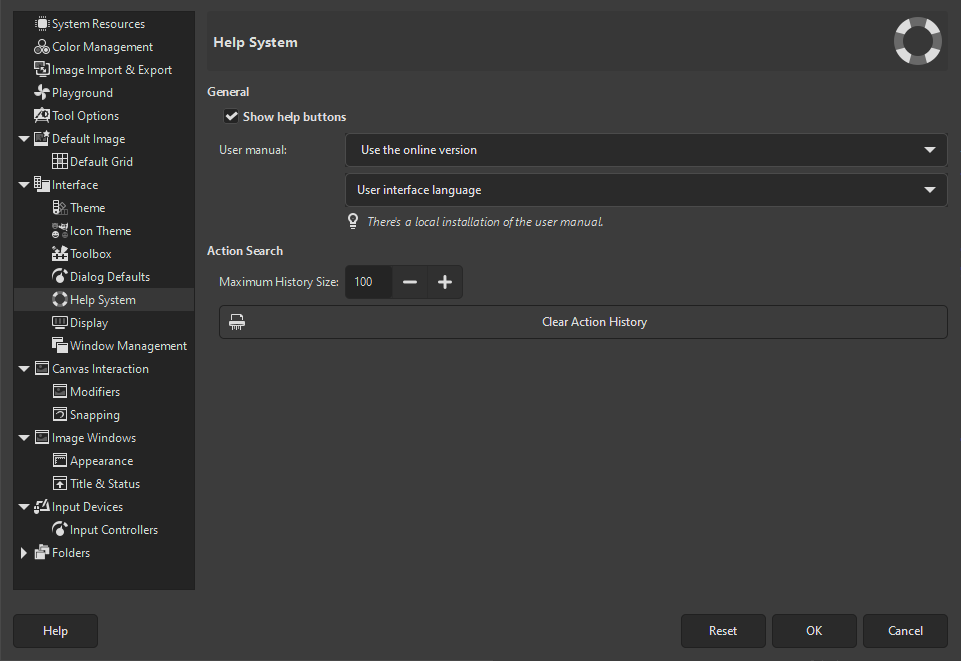 System Resources
Color Management
Image Import & Export
Playground
Tool Options
Default Image
Default Grid
Interface
Theme
Icon Theme
Toolbox
Dialog Defaults
Help System
Display
Window Management
Canvas Interaction
Modifiers
Snapping
Image Windows
Appearance
Title & Status
Input Devices
Input Controllers
Folders
Help System
General
Show help buttons
User manual:
Use the online version
User interface language
There's a local installation of the user manual.
Action Search
Maximum History Size:
100
Clear Action History
Help
Reset
OK
Cancel